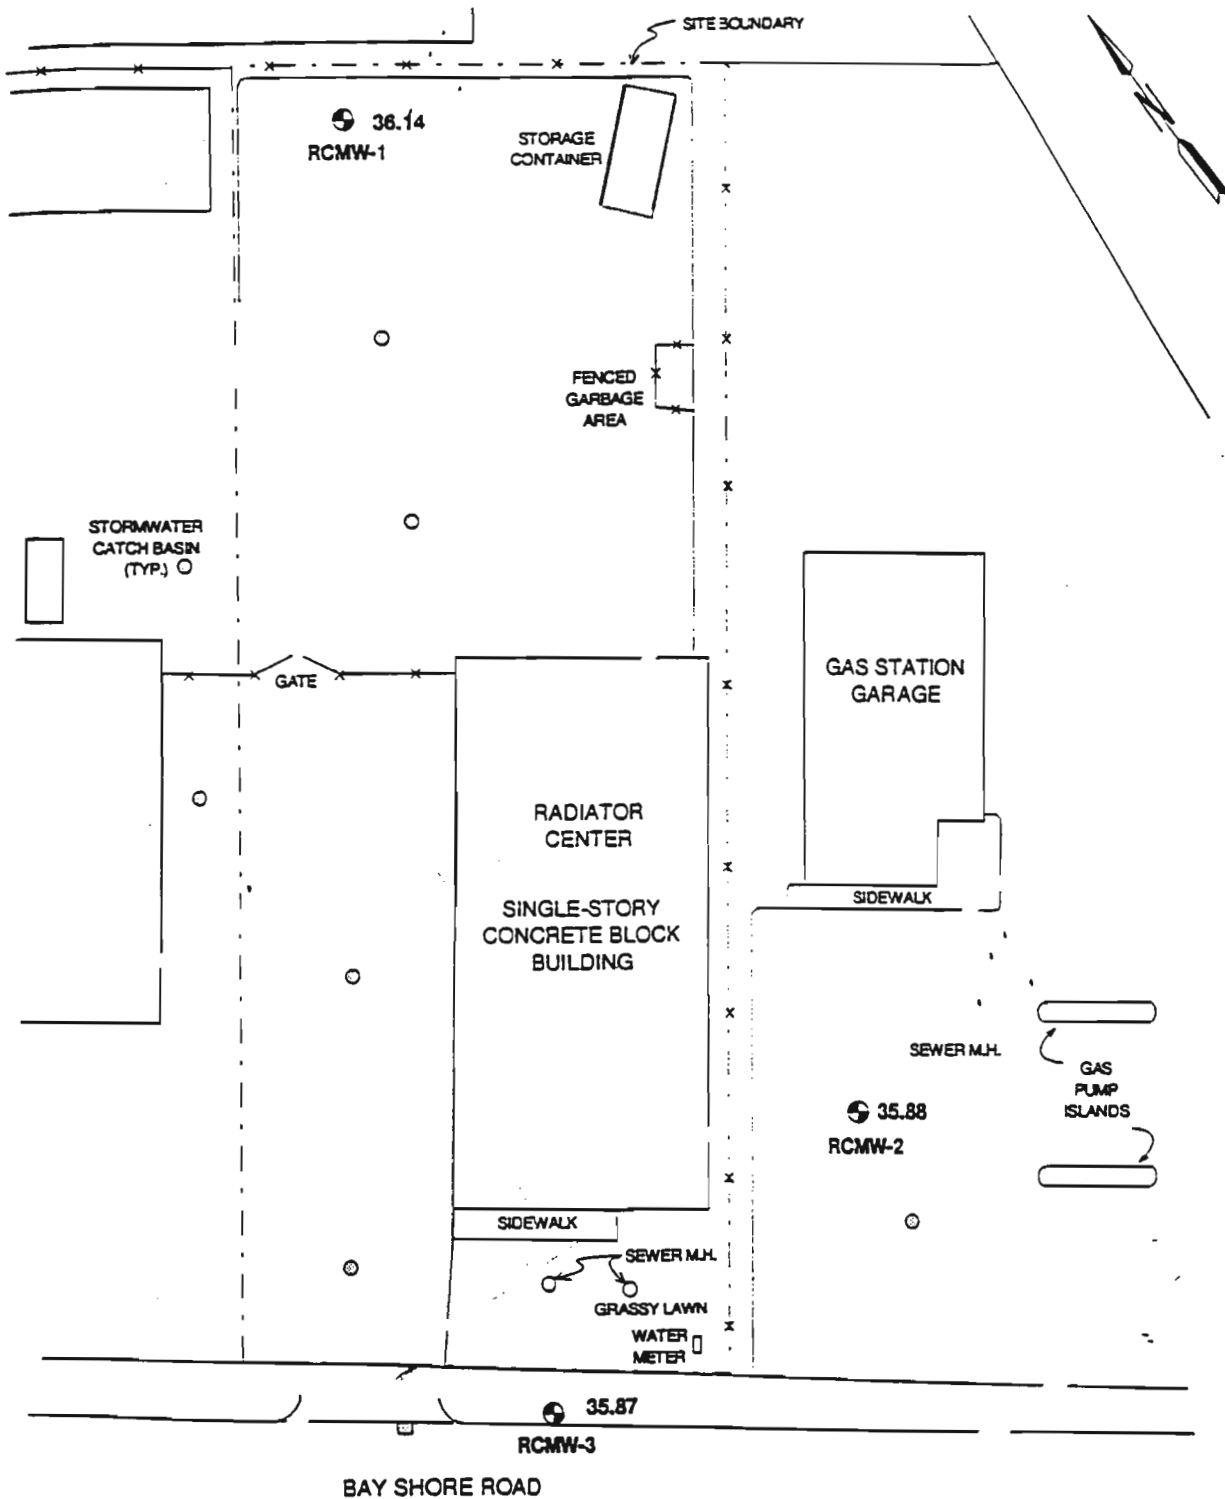 SITE BOUNDARY
N
36.14
RCMW-1
STORAGE
CONTAINER
FENCED
GARBAGE
AREA
STORMWATER
CATCH BASIN
(TYP.)
GATE
GAS STATION
GARAGE
RADIATOR
CENTER
SINGLE-STORY
CONCRETE BLOCK
BUILDING
SIDEWALK
SEWER M.H.
GAS
PUMP
ISLANDS
35.88
RCMW-2
SIDEWALK
SEWER M.H.
GRASSY LAWN
WATER
METER
35.87
RCMW-3
BAY SHORE ROAD